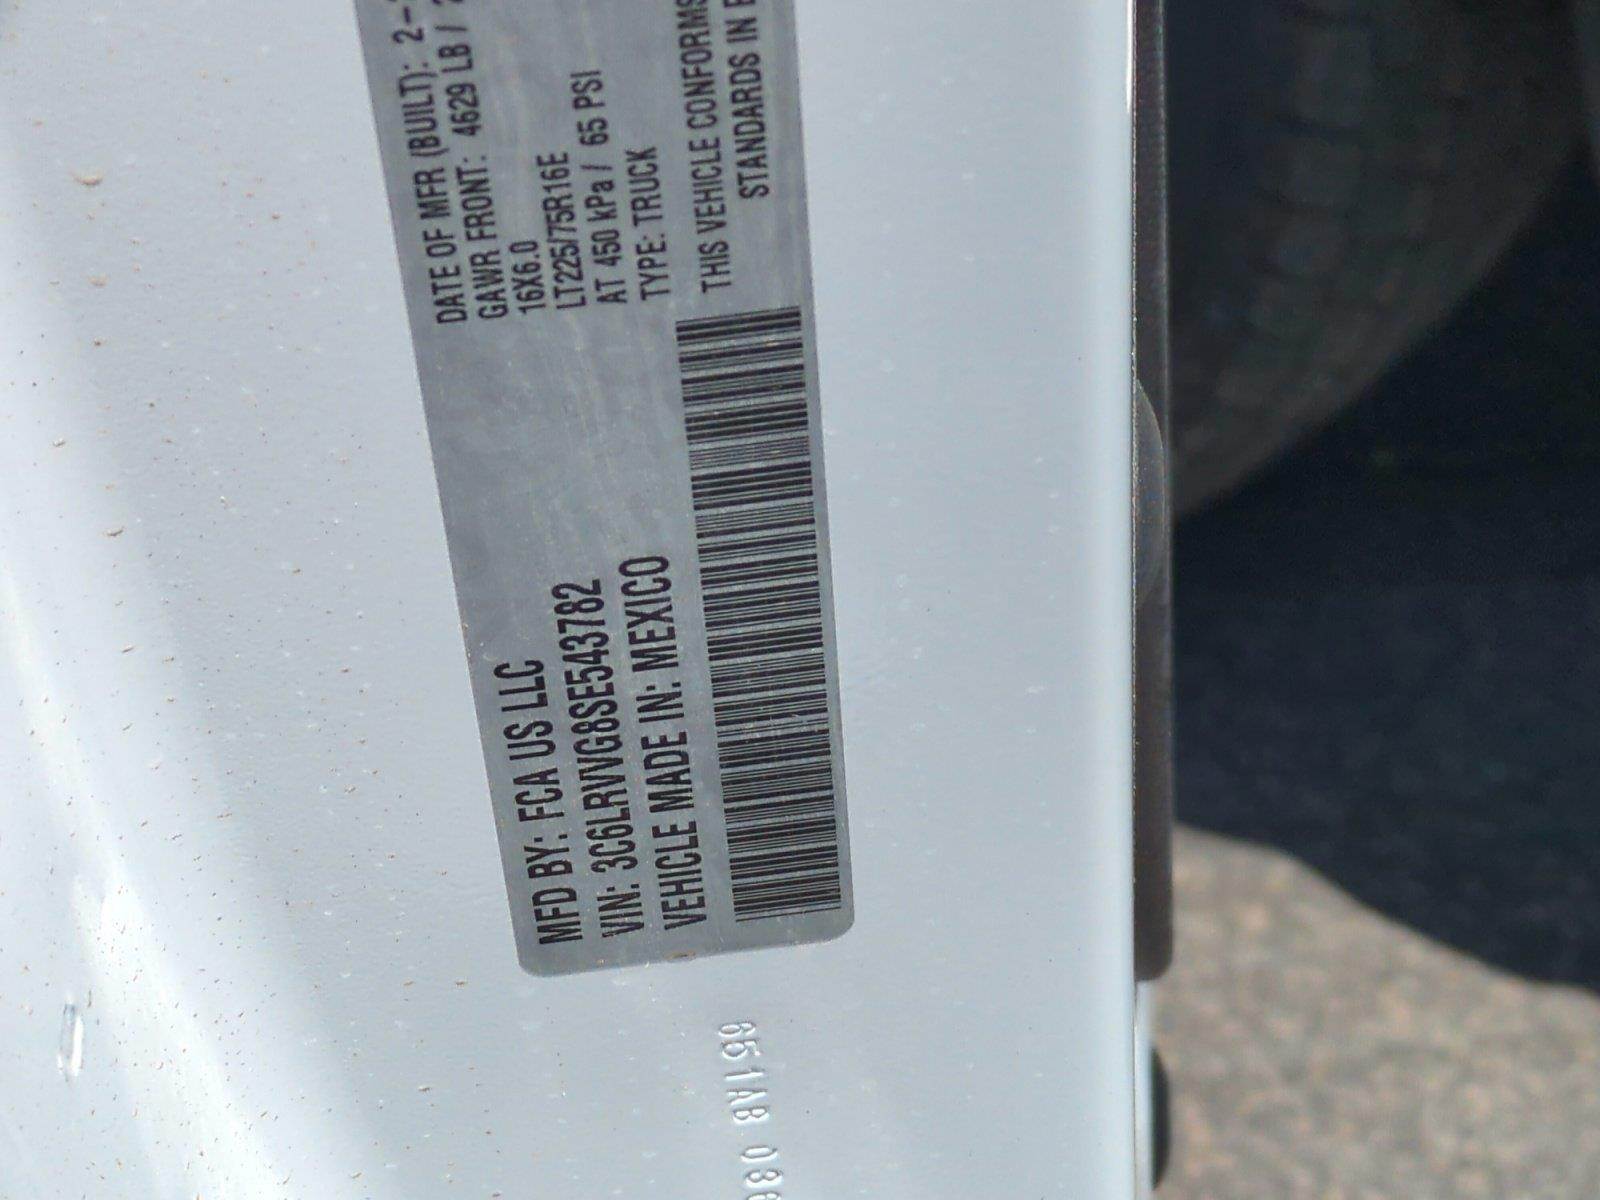 MFD BY: FCA US LLC
VIN: 3C6LRVVG8SE543782
VEHICLE MADE IN: MEXICO
DATE OF MFR (BUILT): 2-
GAWR FRONT: 4629 LB /
16X6.0
LT225/75R16E
AT 450 kPa / 65 PSI
TYPE: TRUCK
THIS VEHICLE CONFORMS
STANDARDS IN
651AB